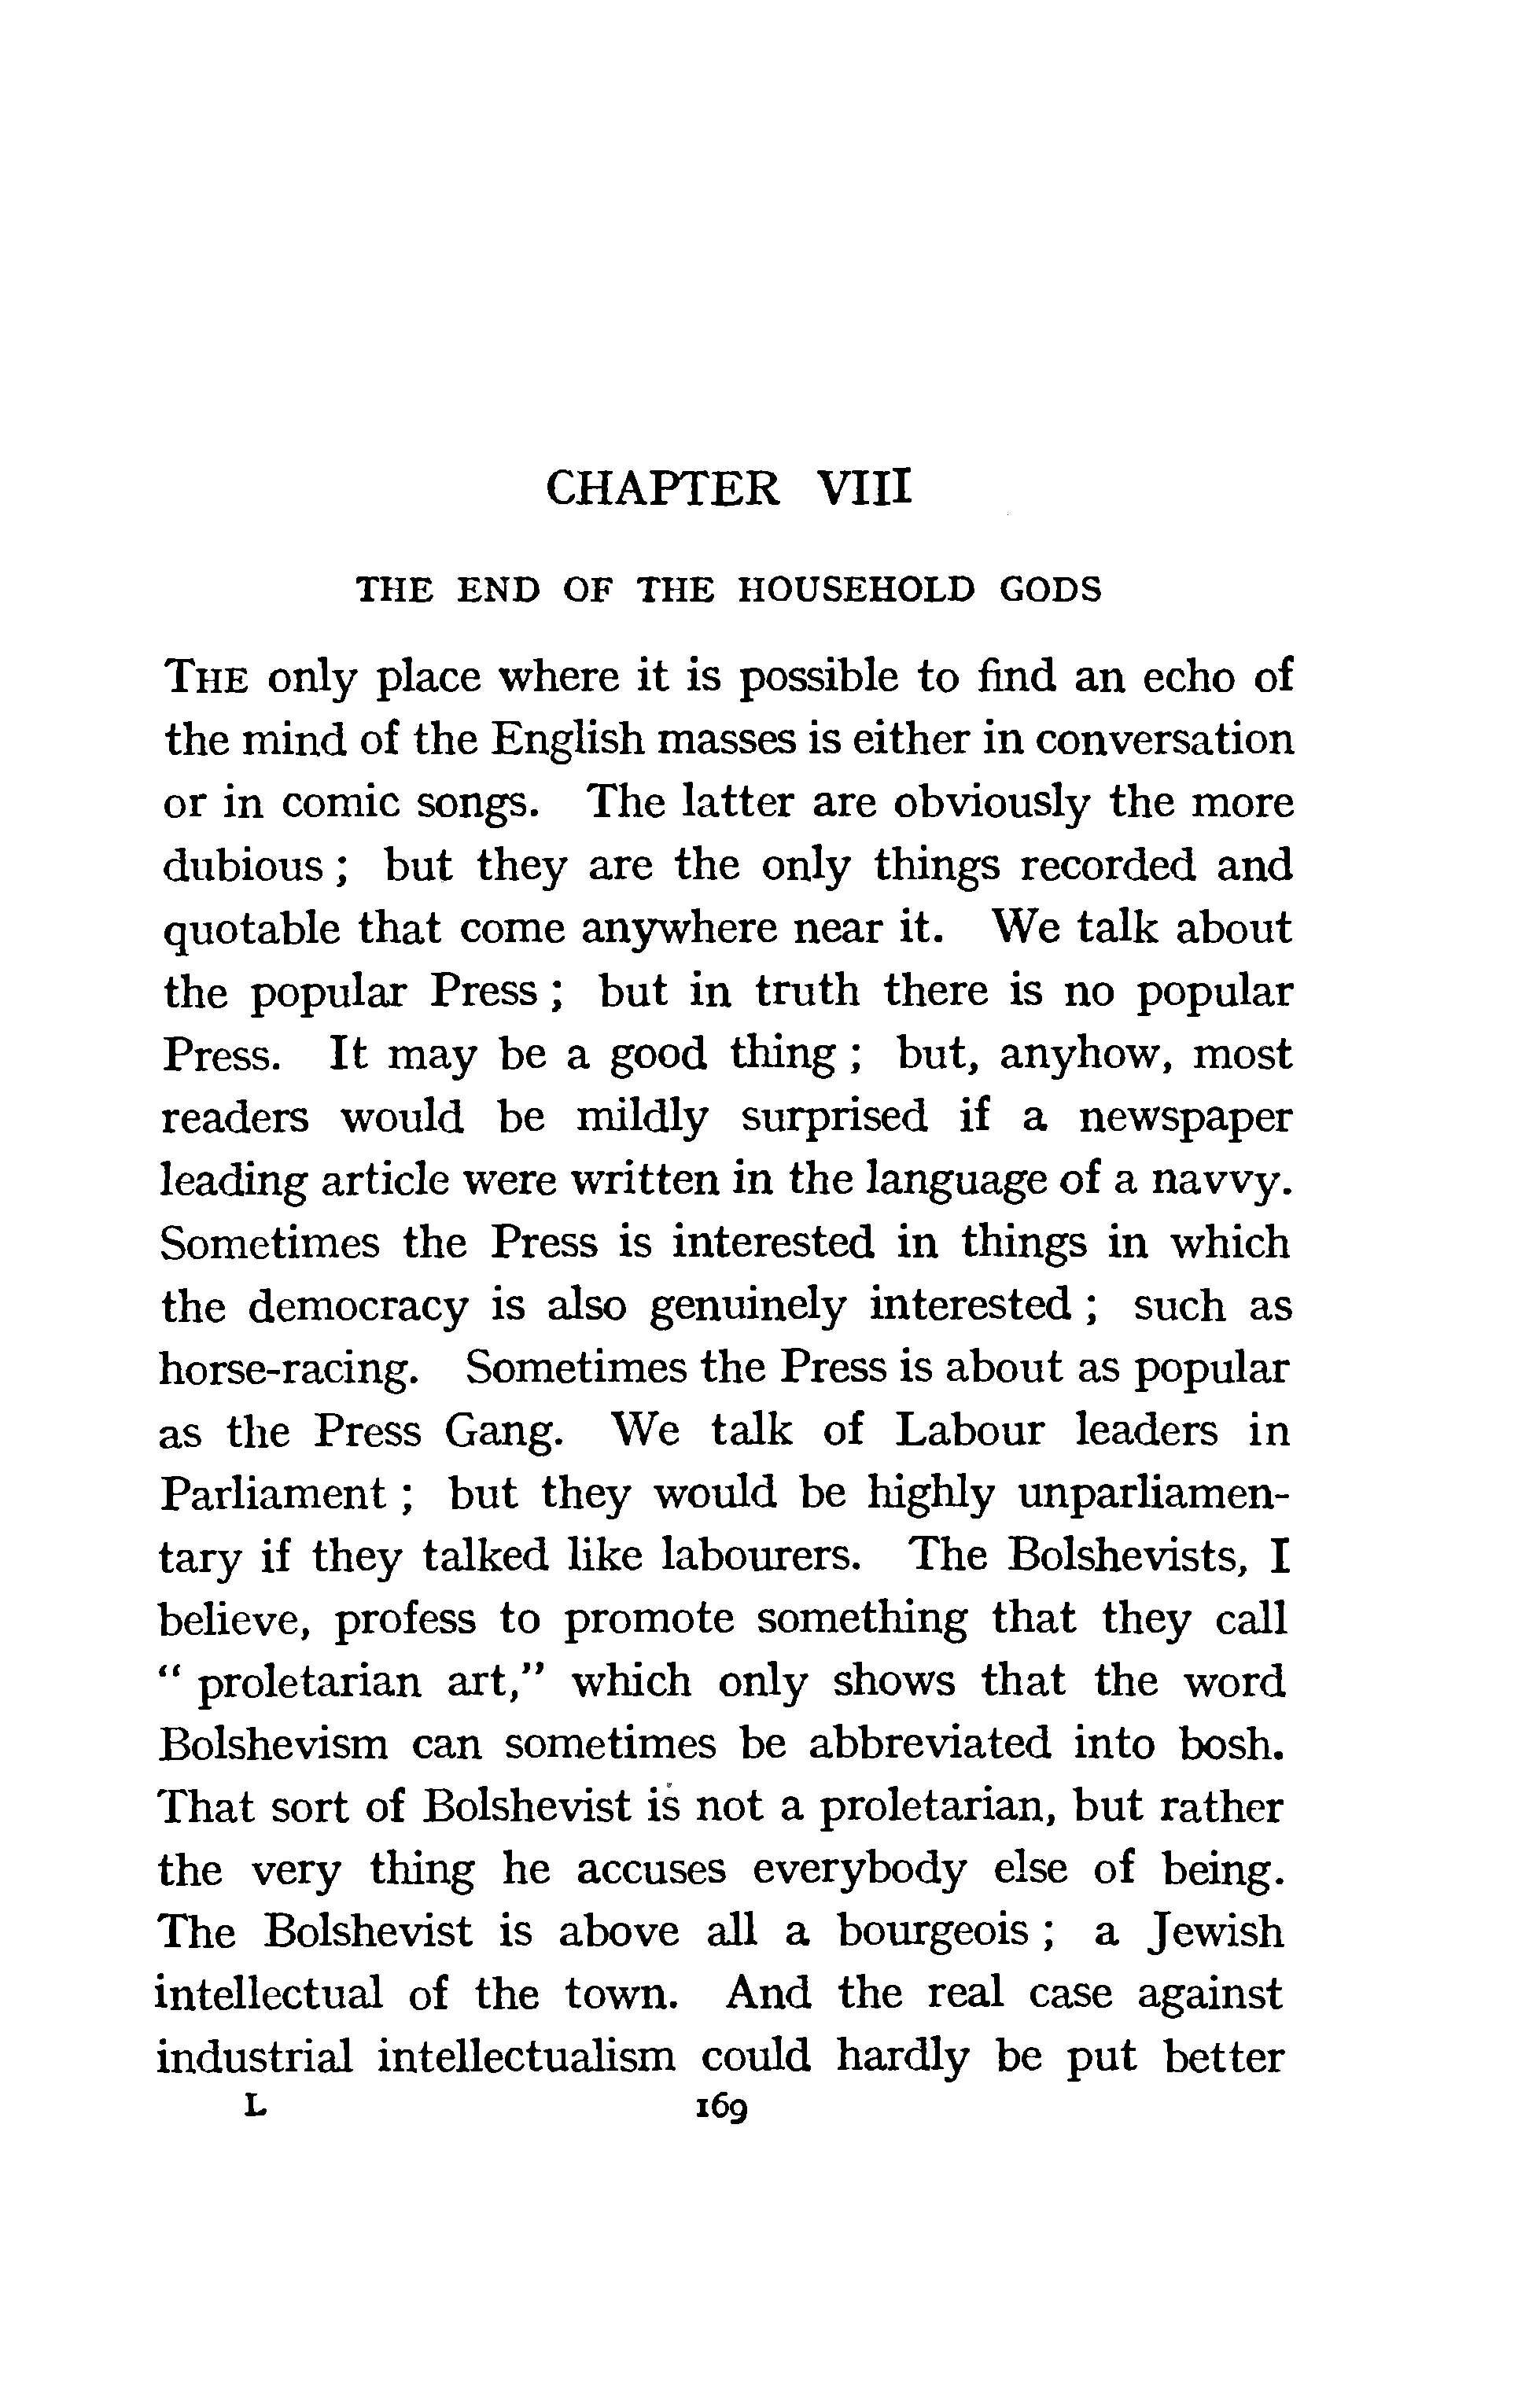 CHAPTER VIII
THE END OF THE HOUSEHOLD GODS
THE only place where it is possible to find an echo of
the mind of the English masses is either in conversation
or in comic songs. The latter are obviously the more
dubious ; but they are the only things recorded and
quotable that come anywhere near it. We talk about
the popular Press ; but in truth there is no popular
Press. It may be a good thing ; but, anyhow, most
readers would be mildly surprised if a newspaper
leading article were written in the language of a navvy.
Sometimes the Press is interested in things in which
the democracy is also genuinely interested ; such as
horse-racing. Sometimes the Press is about as popular
as the Press Gang. We talk of Labour leaders in
Parliament ; but they would be highly unparliamen-
tary if they talked like labourers. The Bolshevists, I
believe, profess to promote something that they call
“ proletarian art,” which only shows that the word
Bolshevism can sometimes be abbreviated into bosh.
That sort of Bolshevist is not a proletarian, but rather
the very thing he accuses everybody else of being.
The Bolshevist is above all a bourgeois ; a Jewish
intellectual of the town. And the real case against
industrial intellectualism could hardly be put better
L 169